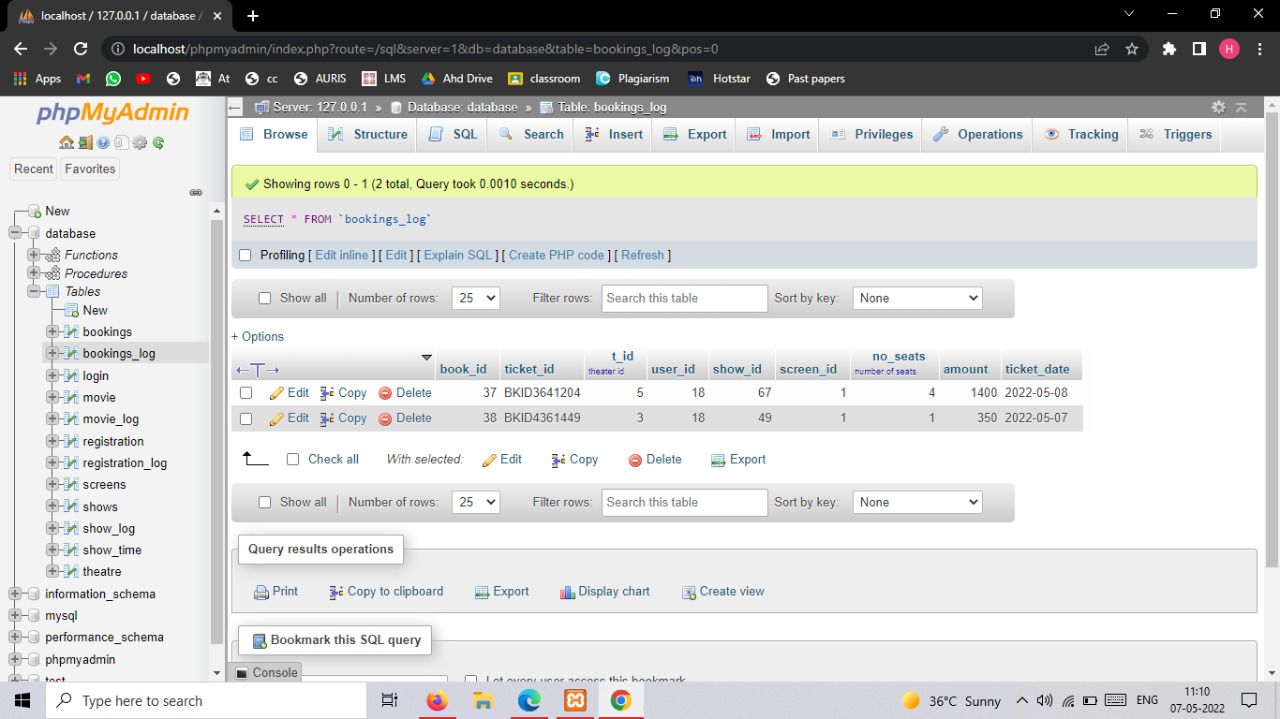 localhost / 127.0.0.1 / database /
localhost/phpmyadmin/index.php?route=/sql&server=1&db=database&table=bookings_log&pos=0
H
Apps At cc AURIS LMS Ahd Drive classroom Plagiarism Hotstar Past papers
phpMyAdmin
Recent Favorites
New
database
Functions
Procedures
Tables
New
bookings
bookings_log
login
movie
movie_log
registration
registration_log
screens
shows
show_log
show_time
theatre
information_schema
mysql
performance_schema
phpmyadmin
test
Server: 127.0.0.1 » Database: database » Table: bookings_log
Browse Structure SQL Search Insert Export Import Privileges Operations Tracking Triggers
Showing rows 0 - 1 (2 total, Query took 0.0010 seconds.)
SELECT * FROM `bookings_log`
Profiling [ Edit inline ] [ Edit ] [ Explain SQL ] [ Create PHP code ] [ Refresh ]
Show all Number of rows: 25 Filter rows: Search this table Sort by key: None
+ Options
←T→ book_id ticket_id t_id theater id user_id show_id screen_id no_seats number of seats amount ticket_date
Edit Copy Delete 37 BKID3641204 5 18 67 1 4 1400 2022-05-08
Edit Copy Delete 38 BKID4361449 3 18 49 1 1 350 2022-05-07
Check all With selected: Edit Copy Delete Export
Show all Number of rows: 25 Filter rows: Search this table Sort by key: None
Query results operations
Print Copy to clipboard Export Display chart Create view
Bookmark this SQL query
Console
Let every user access this bookmark
Type here to search
36°C Sunny ENG 11:10
07-05-2022